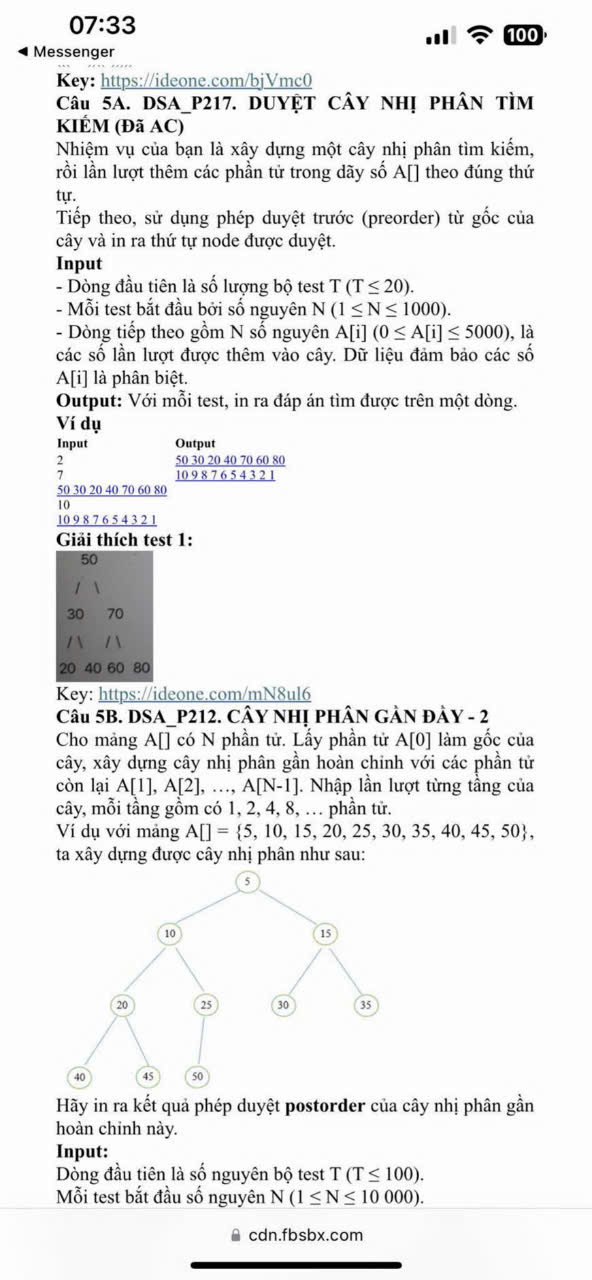 07:33
100
◀ Messenger
Key: https://ideone.com/bjVmc0
Câu 5A. DSA_P217. DUYỆT CÂY NHỊ PHÂN TÌM
KIẾM (Đã AC)
Nhiệm vụ của bạn là xây dựng một cây nhị phân tìm kiếm,
rồi lần lượt thêm các phần tử trong dãy số A[] theo đúng thứ
tự.
Tiếp theo, sử dụng phép duyệt trước (preorder) từ gốc của
cây và in ra thứ tự node được duyệt.
Input
- Dòng đầu tiên là số lượng bộ test T (T ≤ 20).
- Mỗi test bắt đầu bởi số nguyên N (1 ≤ N ≤ 1000).
- Dòng tiếp theo gồm N số nguyên A[i] (0 ≤ A[i] ≤ 5000), là
các số lần lượt được thêm vào cây. Dữ liệu đảm bảo các số
A[i] là phân biệt.
Output: Với mỗi test, in ra đáp án tìm được trên một dòng.
Ví dụ
Input Output
2 50 30 20 40 70 60 80
7 10 9 8 7 6 5 4 3 2 1
50 30 20 40 70 60 80
10
10 9 8 7 6 5 4 3 2 1
Giải thích test 1:
50
/ \
30 70
/ \ / \
20 40 60 80
Key: https://ideone.com/mN8ul6
Câu 5B. DSA_P212. CÂY NHỊ PHÂN GẦN ĐẦY - 2
Cho mảng A[] có N phần tử. Lấy phần tử A[0] làm gốc của
cây, xây dựng cây nhị phân gần hoàn chỉnh với các phần tử
còn lại A[1], A[2], …, A[N-1]. Nhập lần lượt từng tầng của
cây, mỗi tầng gồm có 1, 2, 4, 8, … phần tử.
Ví dụ với mảng A[] = {5, 10, 15, 20, 25, 30, 35, 40, 45, 50},
ta xây dựng được cây nhị phân như sau:
5
10 15
20 25 30 35
40 45 50
Hãy in ra kết quả phép duyệt postorder của cây nhị phân gần
hoàn chỉnh này.
Input:
Dòng đầu tiên là số nguyên bộ test T (T ≤ 100).
Mỗi test bắt đầu số nguyên N (1 ≤ N ≤ 10 000).
cdn.fbsbx.com